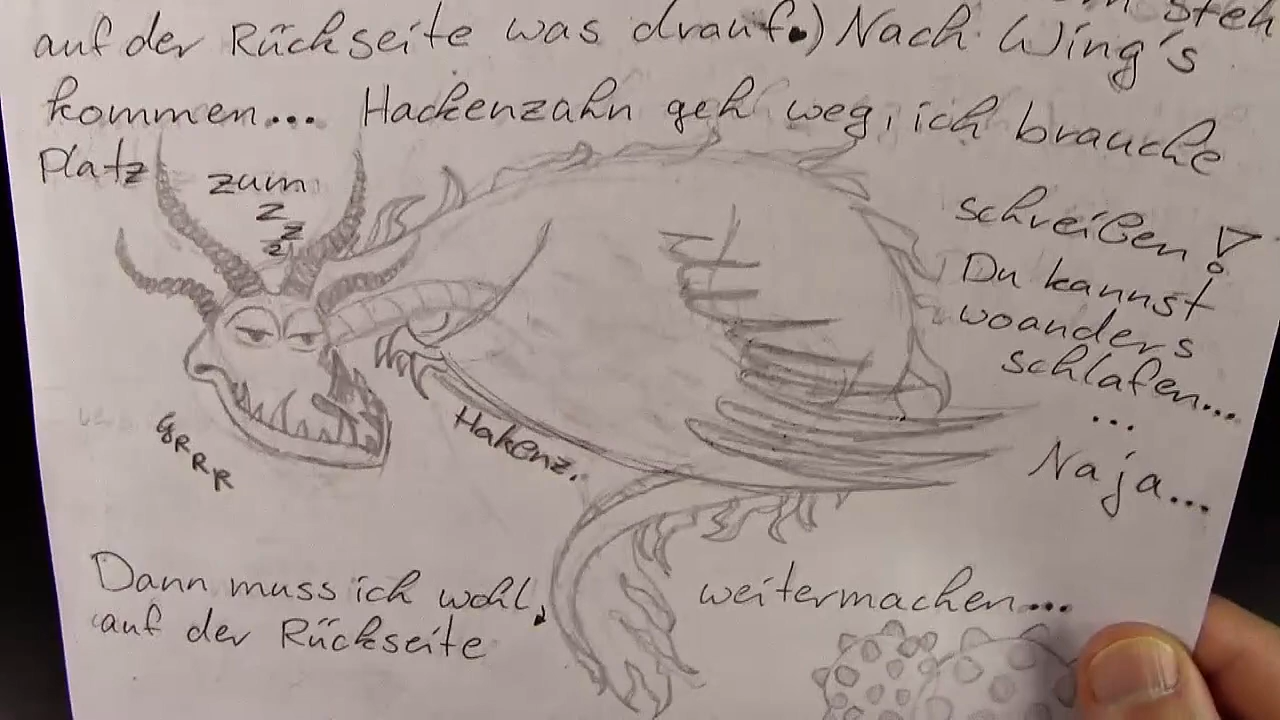 Steh
auf der Rückseite was drauf.) Nach Wing's
kommen... Hackenzahn geh weg, ich brauche
Platz zum
z
z
z
schreiben!
Du kannst
woanders
schlafen...
...
Naja...
GRRR
Hakenz.
Dann muss ich wohl, weitermachen...
auf der Rückseite